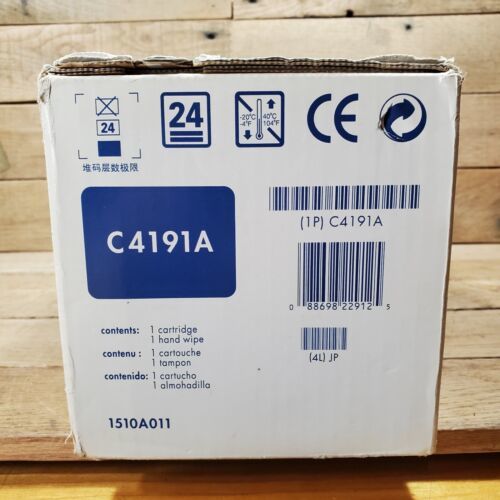 24
堆码层数极限
24
-20°C
-4°F
40°C
104°F
CE
C4191A
(1P) C4191A
0 88698 22912 5
(4L) JP
contents: 1 cartridge
1 hand wipe
contenu : 1 cartouche
1 tampon
contenido: 1 cartucho
1 almohadilla
1510A011